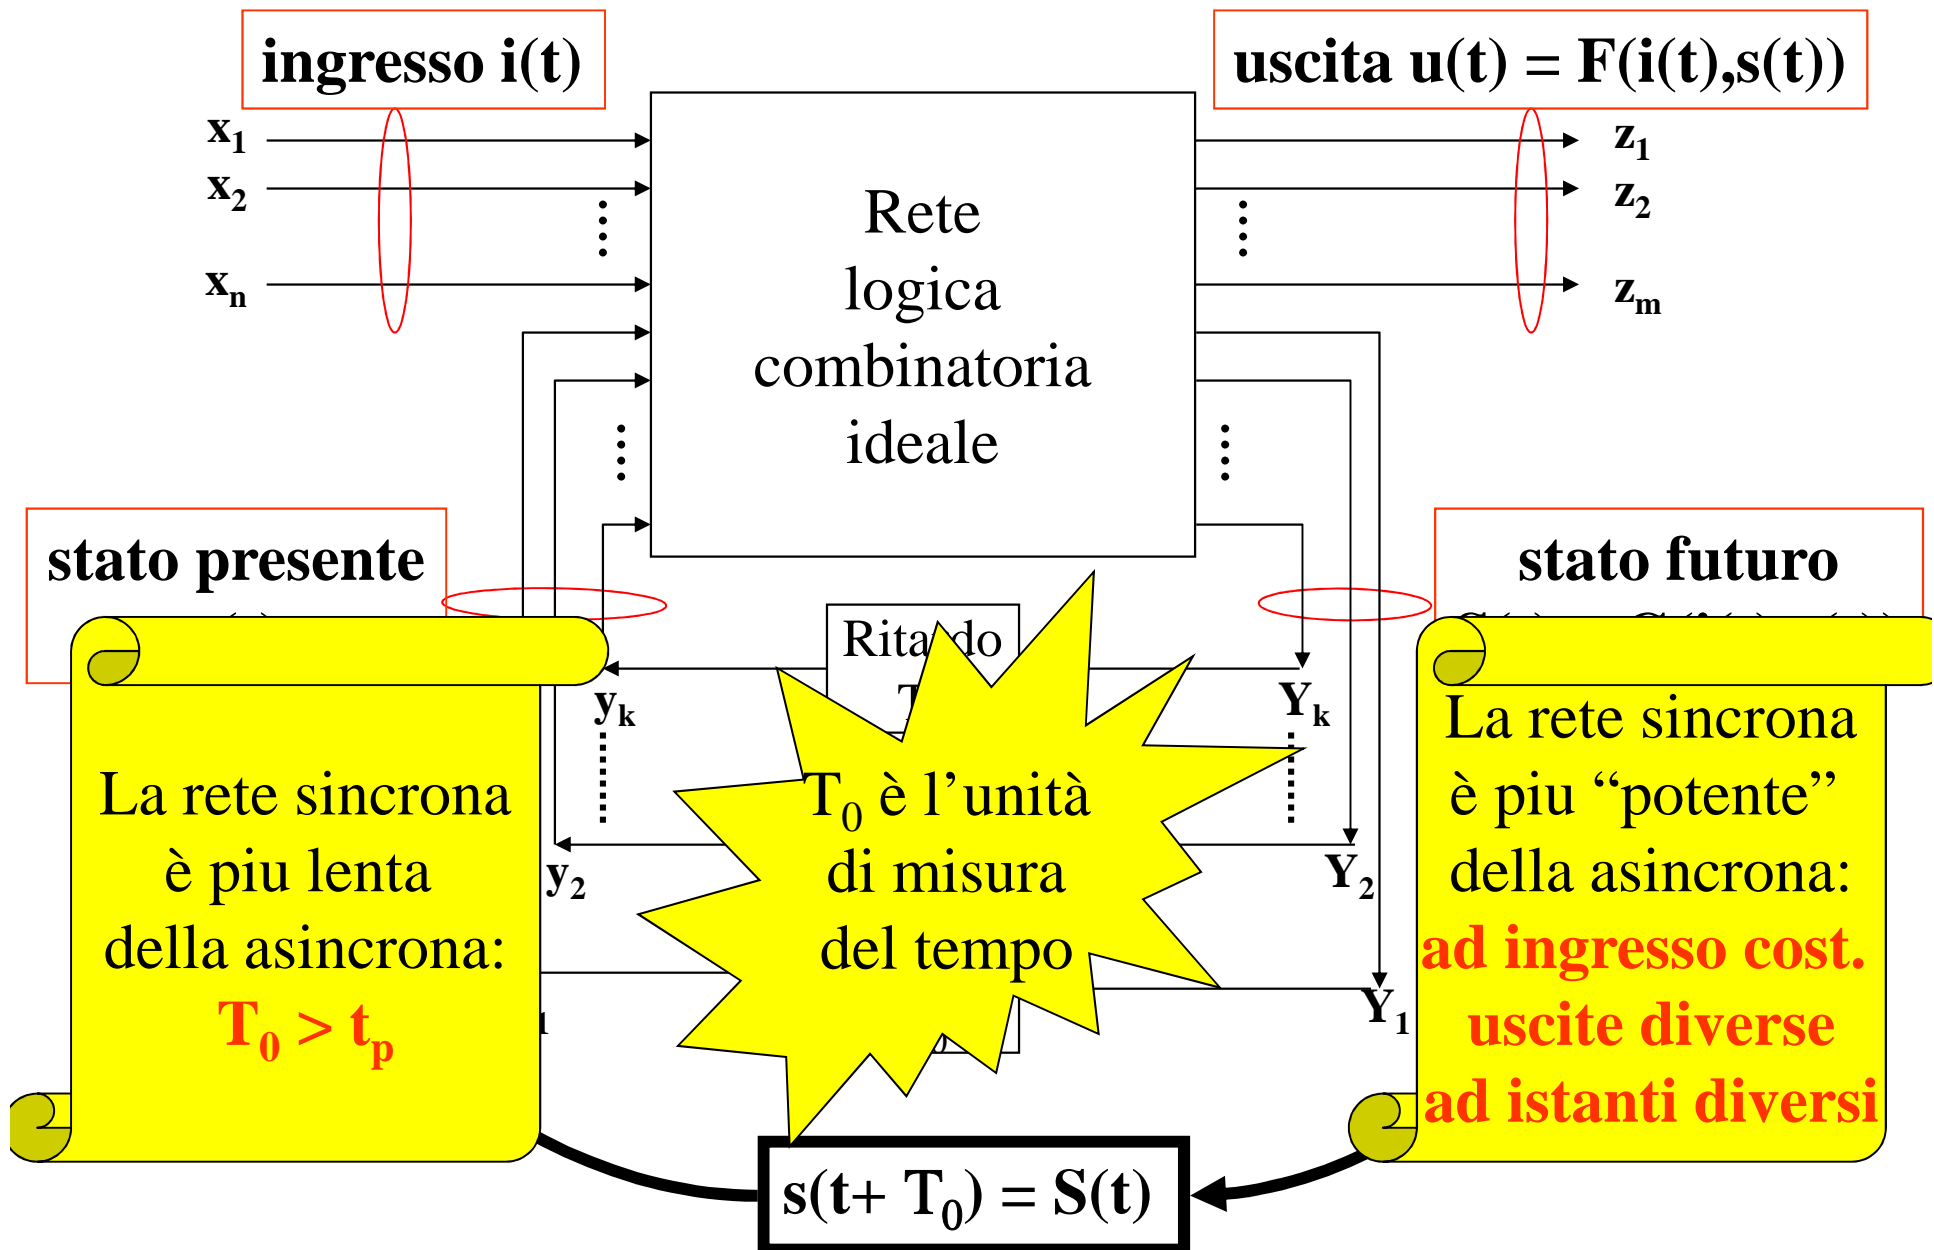 ingresso i(t)
uscita u(t) = F(i(t),s(t))
x1
x2
xn
z1
z2
zm
Rete
logica
combinatoria
ideale
stato presente
stato futuro
yk
Yk
y2
Y2
Y1
La rete sincrona
è piu lenta
della asincrona:
T0 > tp
T0 è l’unità
di misura
del tempo
La rete sincrona
è piu “potente”
della asincrona:
ad ingresso cost.
uscite diverse
ad istanti diversi
s(t+ T0) = S(t)